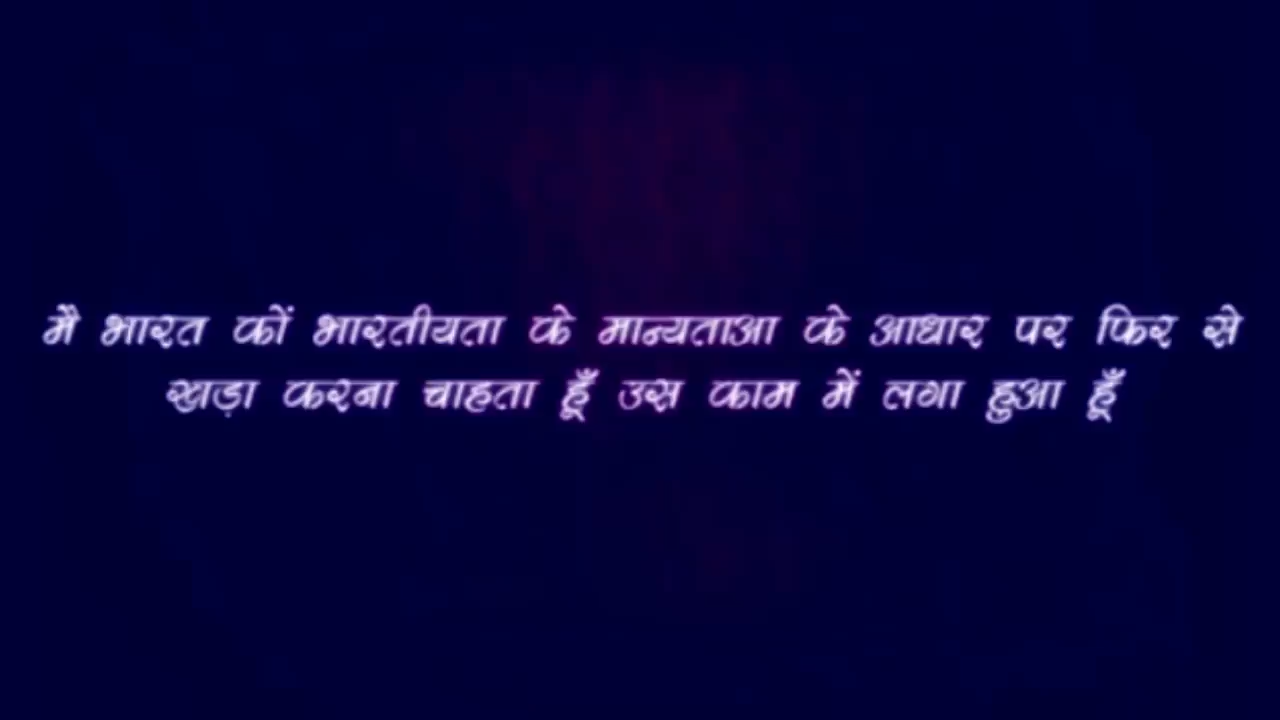 मै भारत कों भारतीयता के मान्यताआ के आधार पर फिर से
खड़ा करना चाहता हूँ उस काम में लगा हुआ हूँ